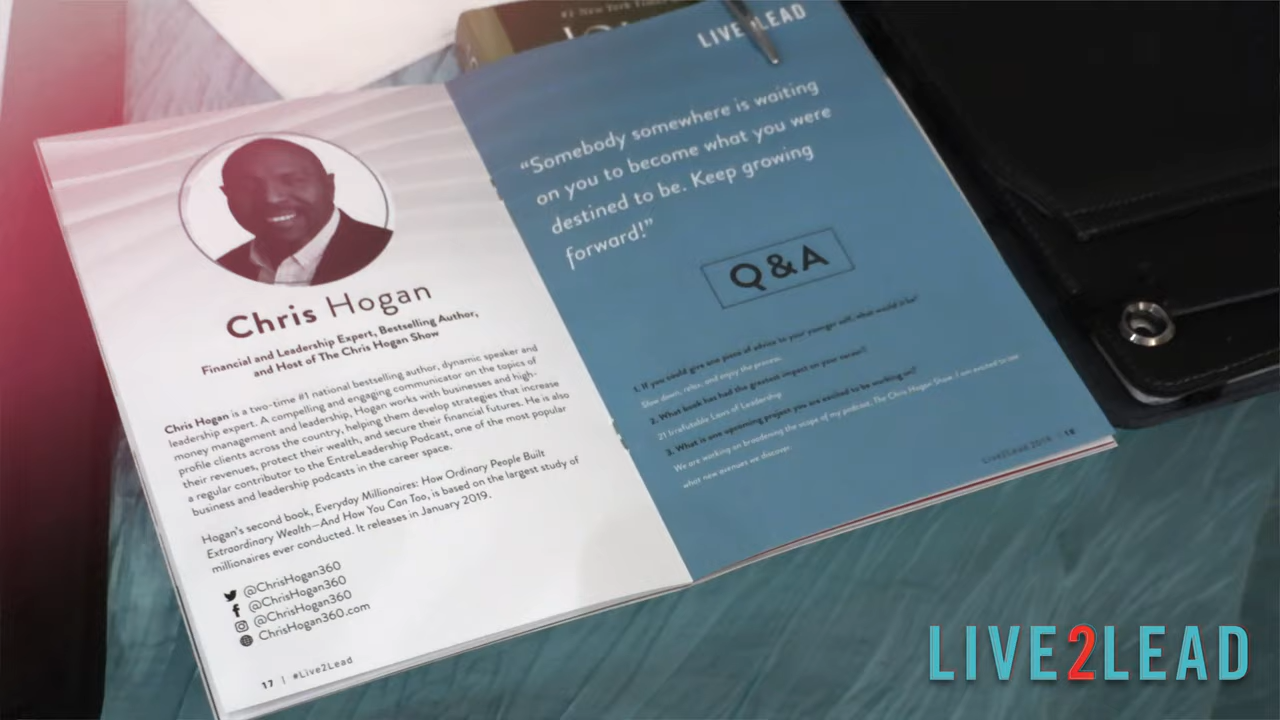 #1 New York Times
LIVE2LEAD
Chris Hogan
Financial and Leadership Expert, Bestselling Author,
and Host of The Chris Hogan Show
Chris Hogan is a two-time #1 national bestselling author, dynamic speaker and
leadership expert. A compelling and engaging communicator on the topics of
money management and leadership, Hogan works with businesses and high-
profile clients across the country, helping them develop strategies that increase
their revenues, protect their wealth, and secure their financial futures. He is also
a regular contributor to the EntreLeadership Podcast, one of the most popular
business and leadership podcasts in the career space.
Hogan's second book, Everyday Millionaires: How Ordinary People Built
Extraordinary Wealth—And How You Can Too, is based on the largest study of
millionaires ever conducted. It releases in January 2019.
@ChrisHogan360
@ChrisHogan360
@ChrisHogan360
ChrisHogan360.com
17 | #Live2Lead
“Somebody somewhere is waiting
on you to become what you were
destined to be. Keep growing
forward!”
Q&A
1. If you could give one piece of advice to your younger self, what would it be?
Slow down, relax, and enjoy the process.
2. What book has had the greatest impact on your career?
21 Irrefutable Laws of Leadership
3. What is one upcoming project you are excited to be working on?
We are working on broadening the scope of my podcast, The Chris Hogan Show. I am excited to see
what new avenues we discover.
Live2Lead 2018 | 18
LIVE2LEAD